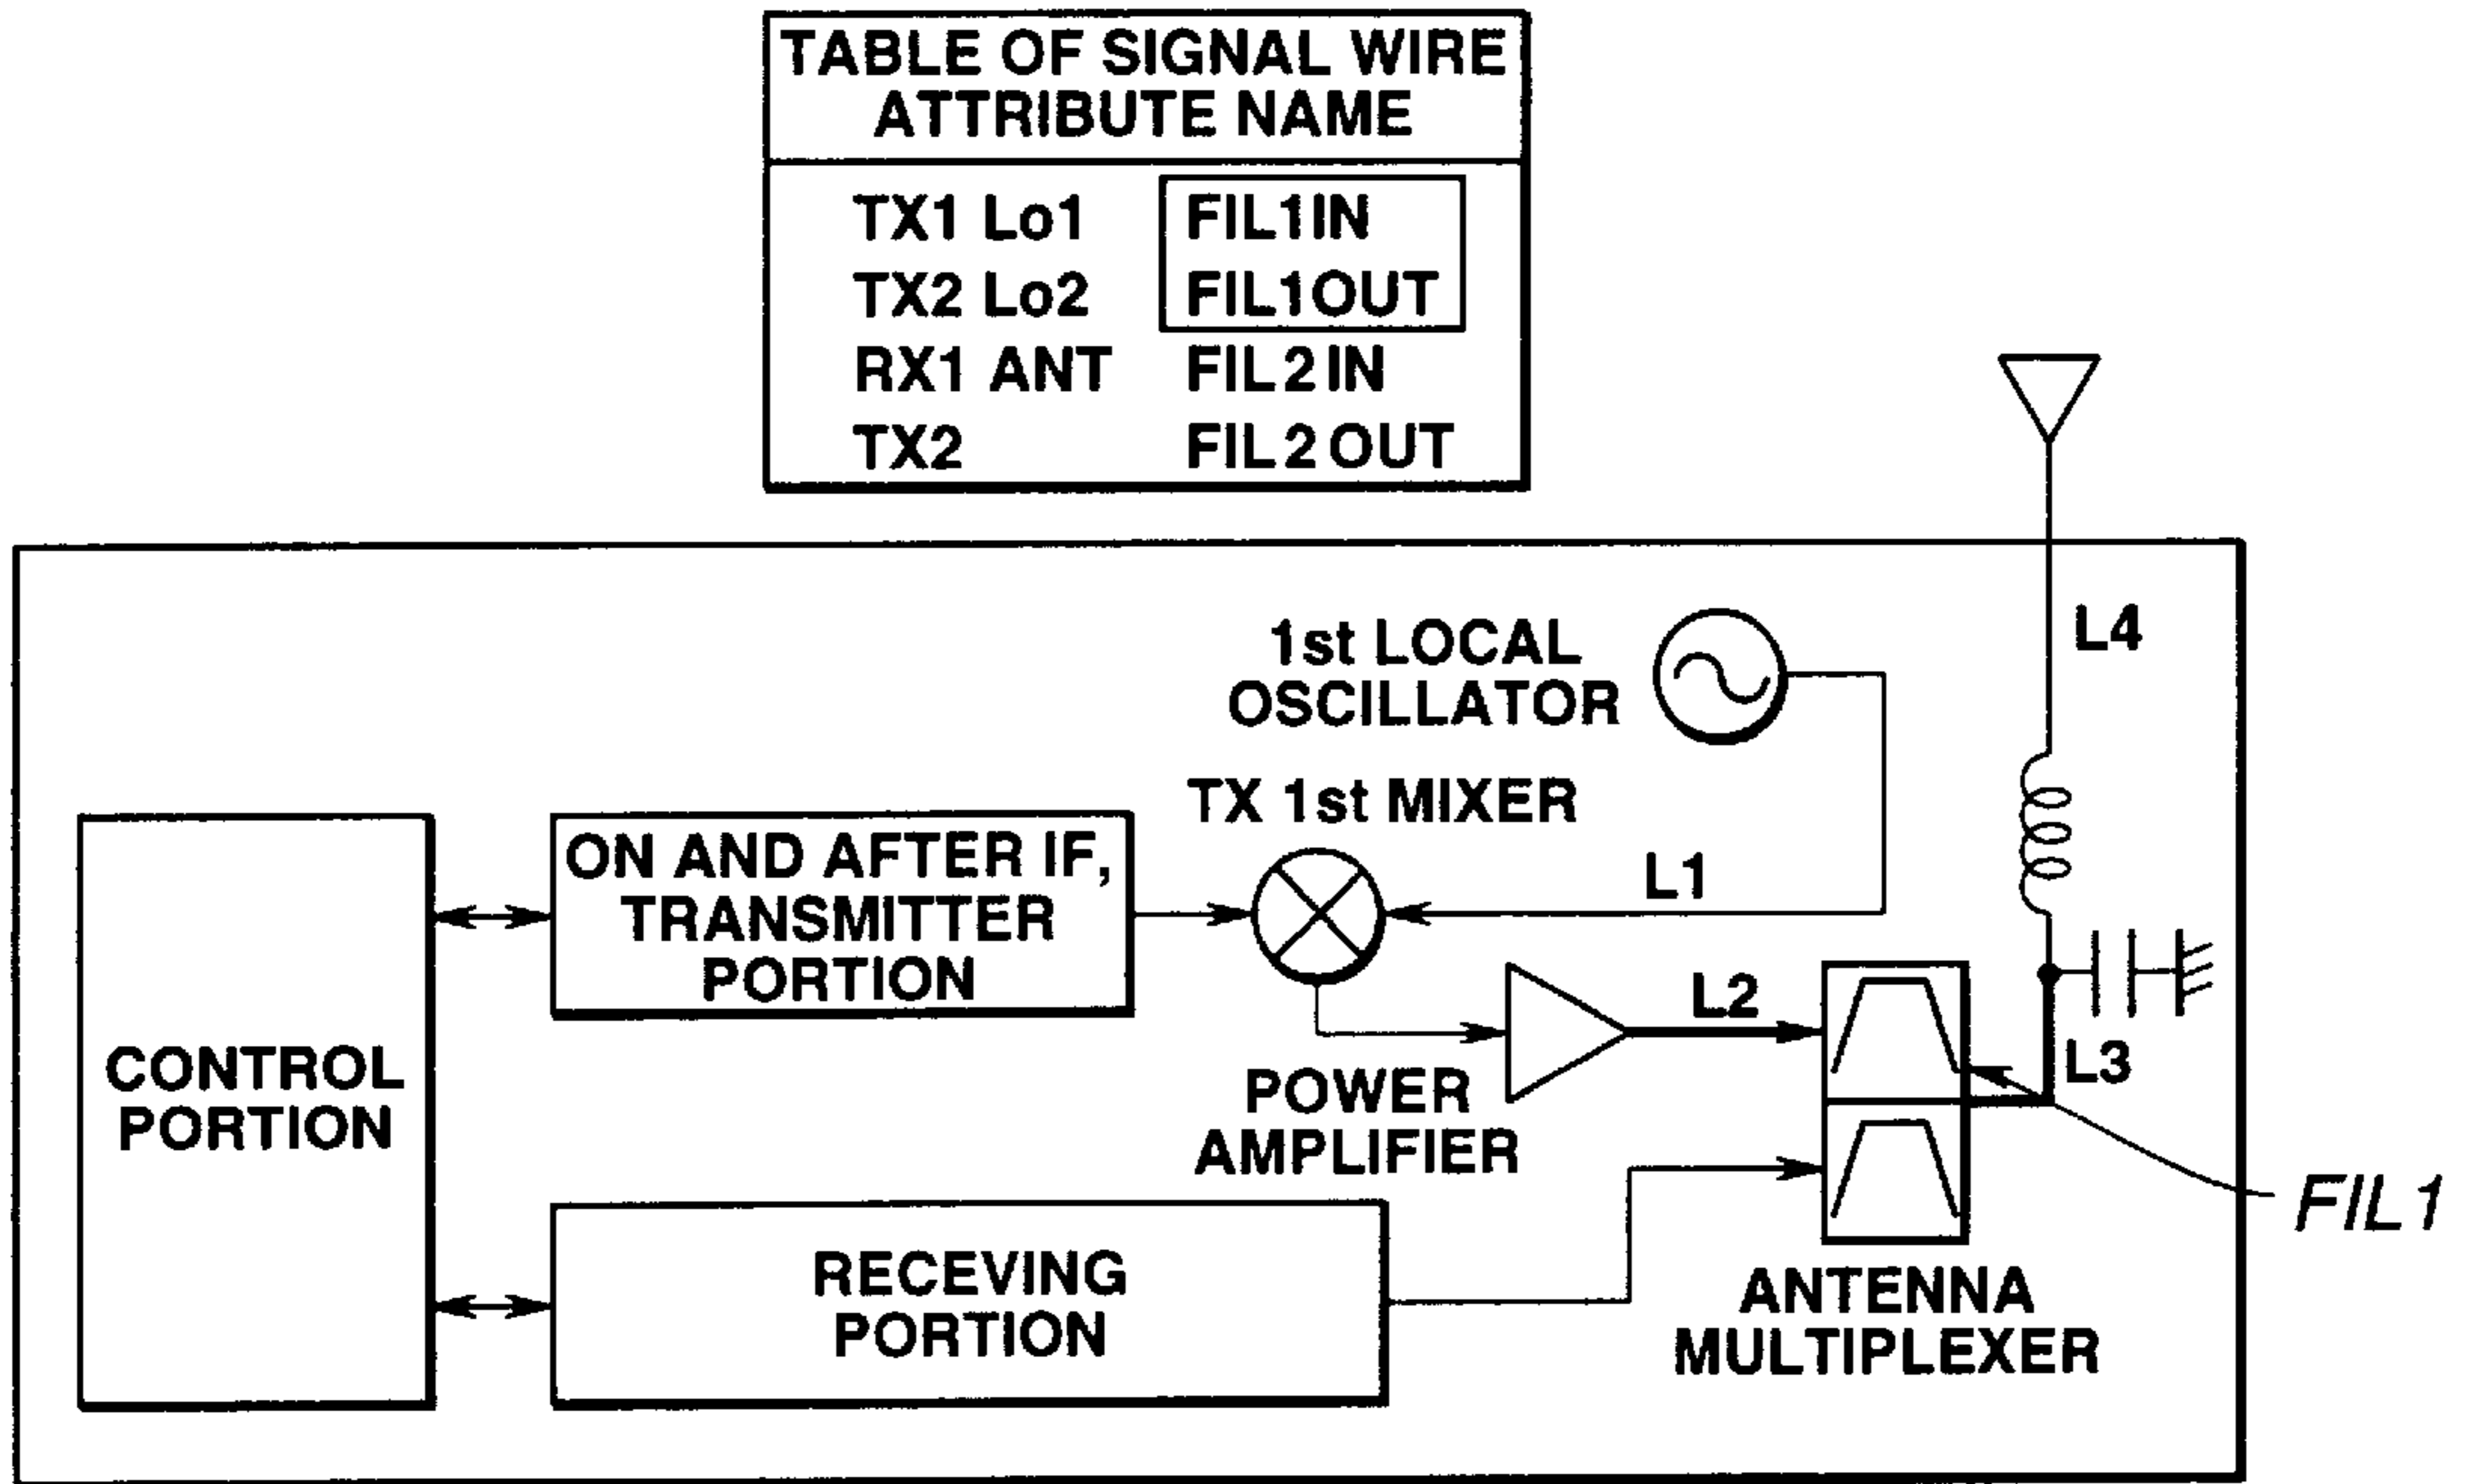 TABLE OF SIGNAL WIRE
ATTRIBUTE NAME
TX1 Lo1 FIL1IN
TX2 Lo2 FIL1OUT
RX1 ANT FIL2IN
TX2 FIL2OUT
L4
1st LOCAL
OSCILLATOR
TX 1st MIXER
ON AND AFTER IF,
TRANSMITTER
PORTION
L1
L2
L3
CONTROL
PORTION
POWER
AMPLIFIER
FIL1
RECEVING
PORTION
ANTENNA
MULTIPLEXER